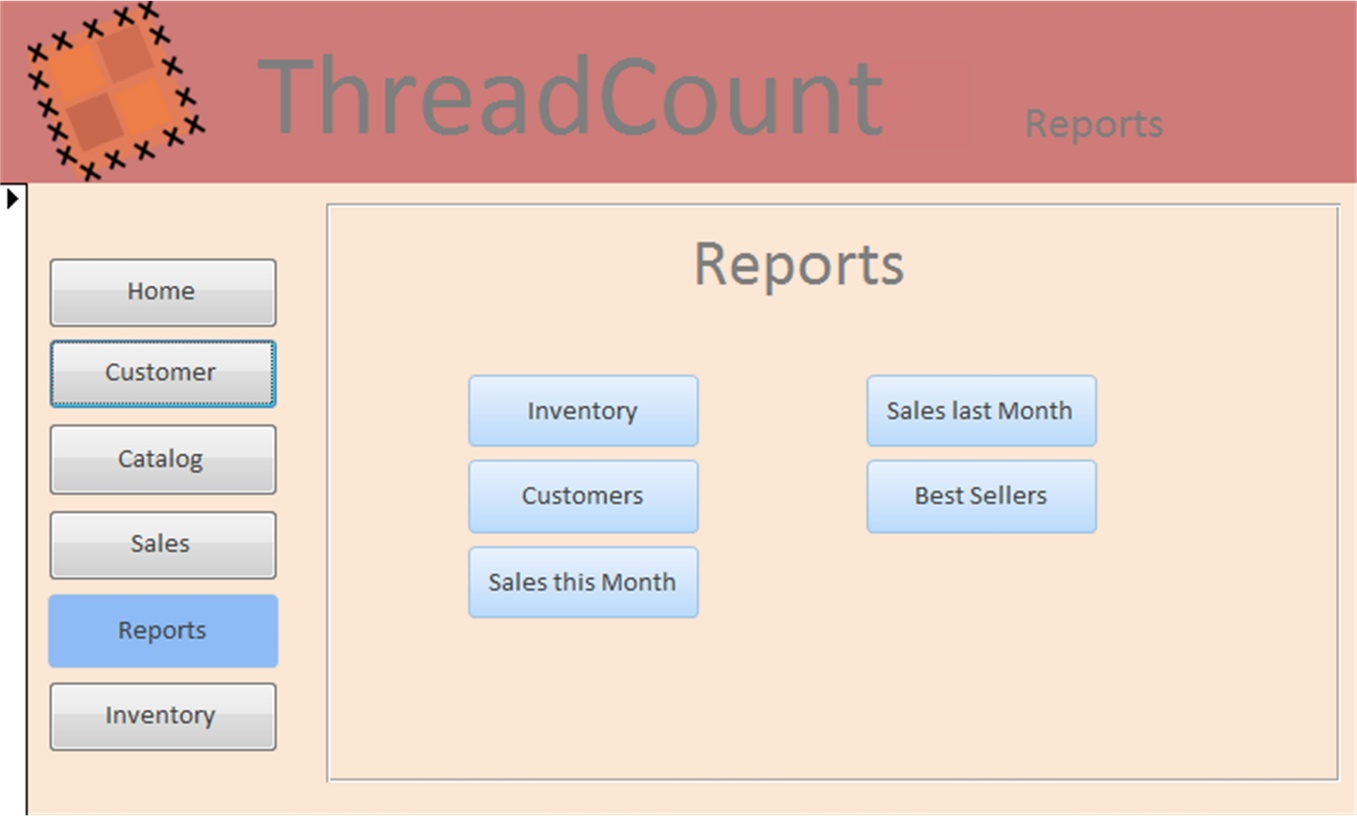 ThreadCount
Reports
Home
Customer
Catalog
Sales
Reports
Inventory
Reports
Inventory
Sales last Month
Customers
Best Sellers
Sales this Month